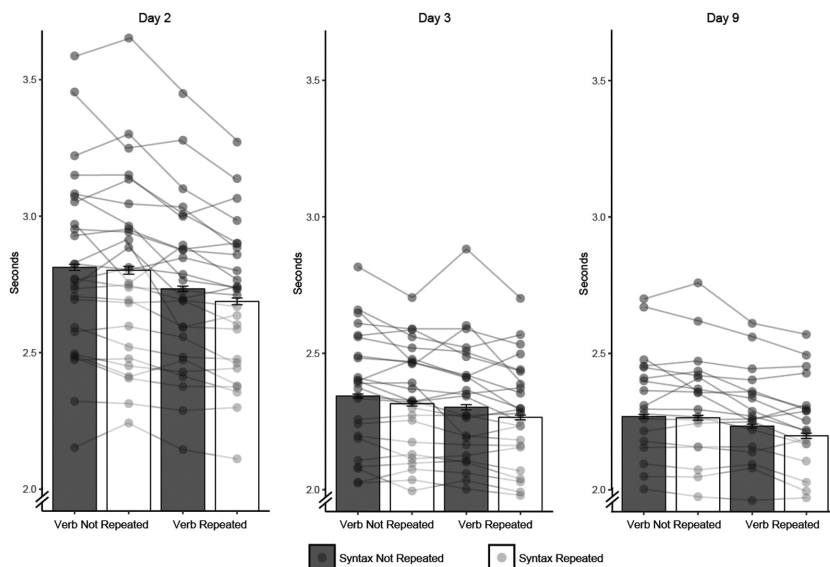 Day 2
Day 3
Day 9
Seconds
3.5
3.0
2.5
2.0
Verb Not Repeated
Verb Repeated
Seconds
3.5
3.0
2.5
2.0
Verb Not Repeated
Verb Repeated
Seconds
3.5
3.0
2.5
2.0
Verb Not Repeated
Verb Repeated
Syntax Not Repeated
Syntax Repeated